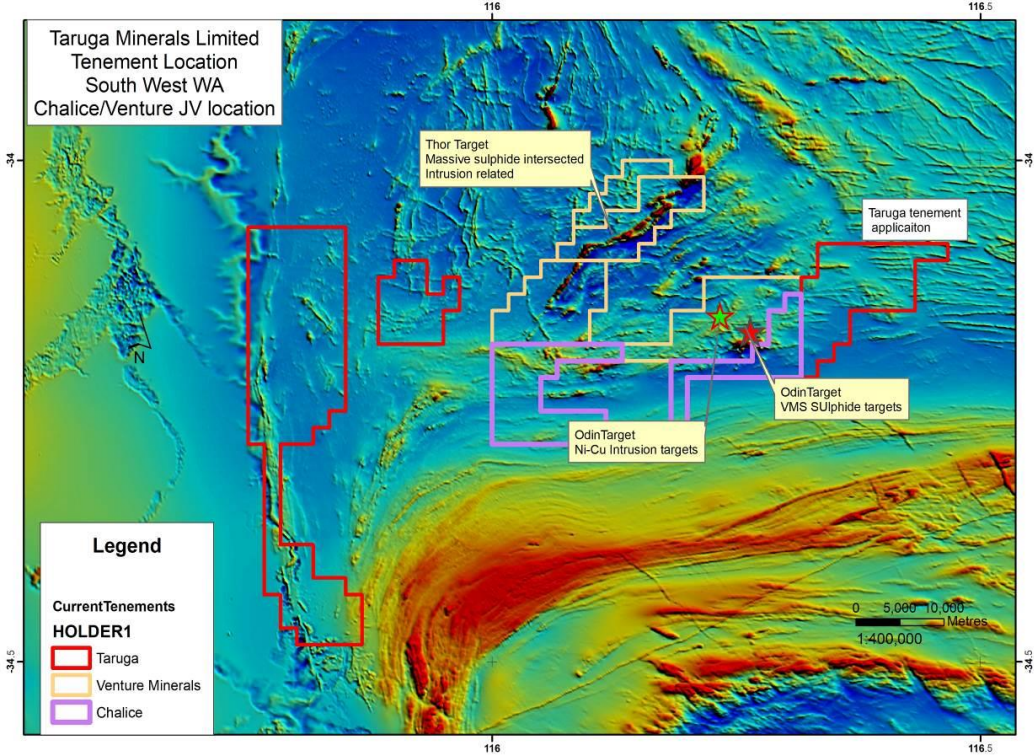 116
116.5
Taruga Minerals Limited
Tenement Location
South West WA
Chalice/Venture JV location
-34
-34
Thor Target
Massive sulphide intersected
Intrusion related
Taruga tenement
applicaiton
N
OdinTarget
VMS SUlphide targets
OdinTarget
Ni-Cu Intrusion targets
Legend
CurrentTenements
HOLDER1
Taruga
Venture Minerals
Chalice
0 5,000 10,000
Metres
1:400,000
-34.5
-34.5
116
116.5